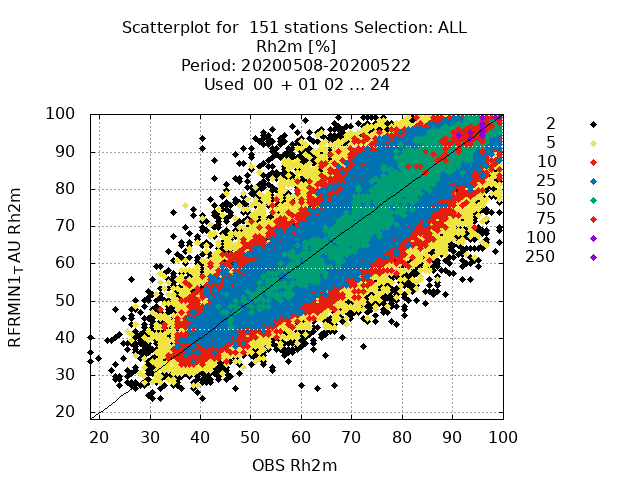 Scatterplot for 151 stations Selection: ALL
Rh2m [%]
Period: 20200508-20200522
Used 00 + 01 02 ... 24
100
90
80
70
60
50
40
30
20
RFRMIN1T AU Rh2m
20 30 40 50 60 70 80 90 100
OBS Rh2m
2
5
10
25
50
75
100
250